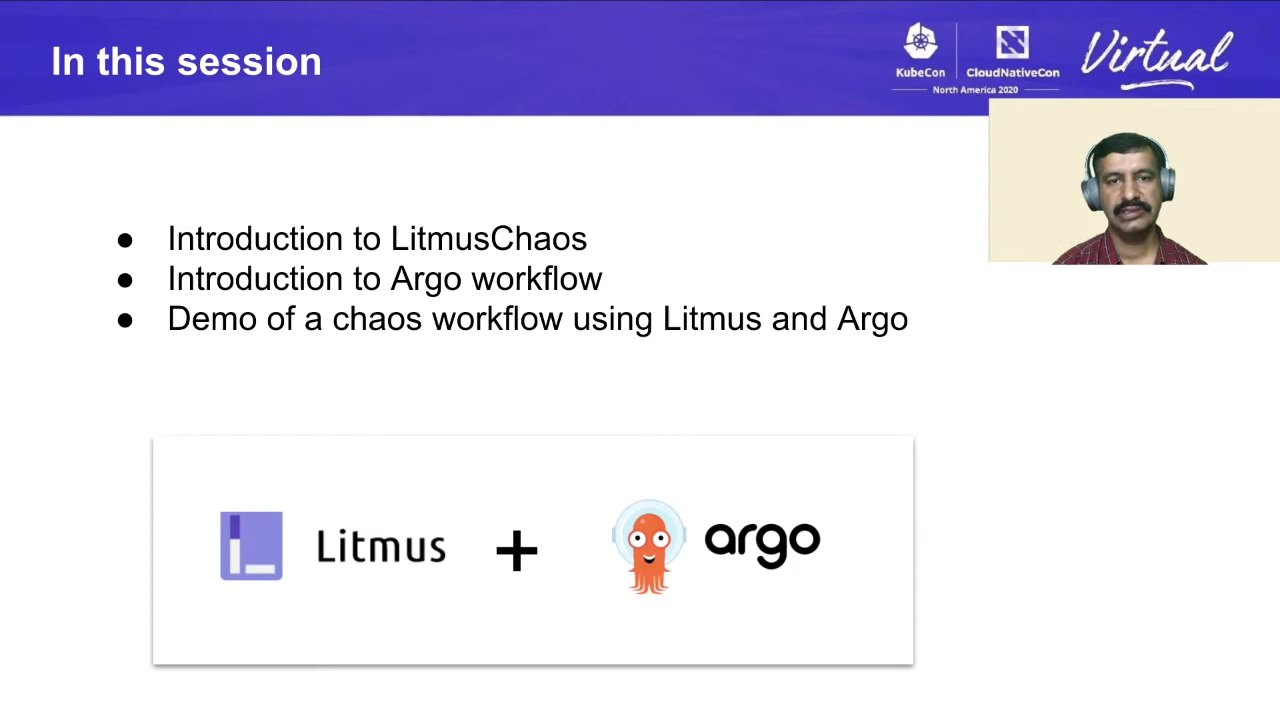 In this session
KubeCon
CloudNativeCon
North America 2020
Virtual
● Introduction to LitmusChaos
● Introduction to Argo workflow
● Demo of a chaos workflow using Litmus and Argo
Litmus + argo